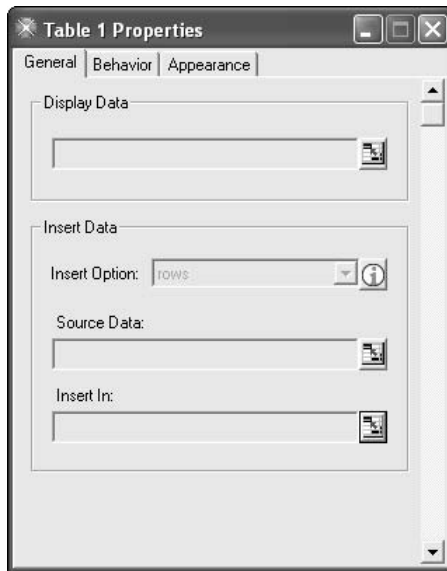 Table 1 Properties
General Behavior Appearance
Display Data
Insert Data
Insert Option: rows
Source Data:
Insert In: